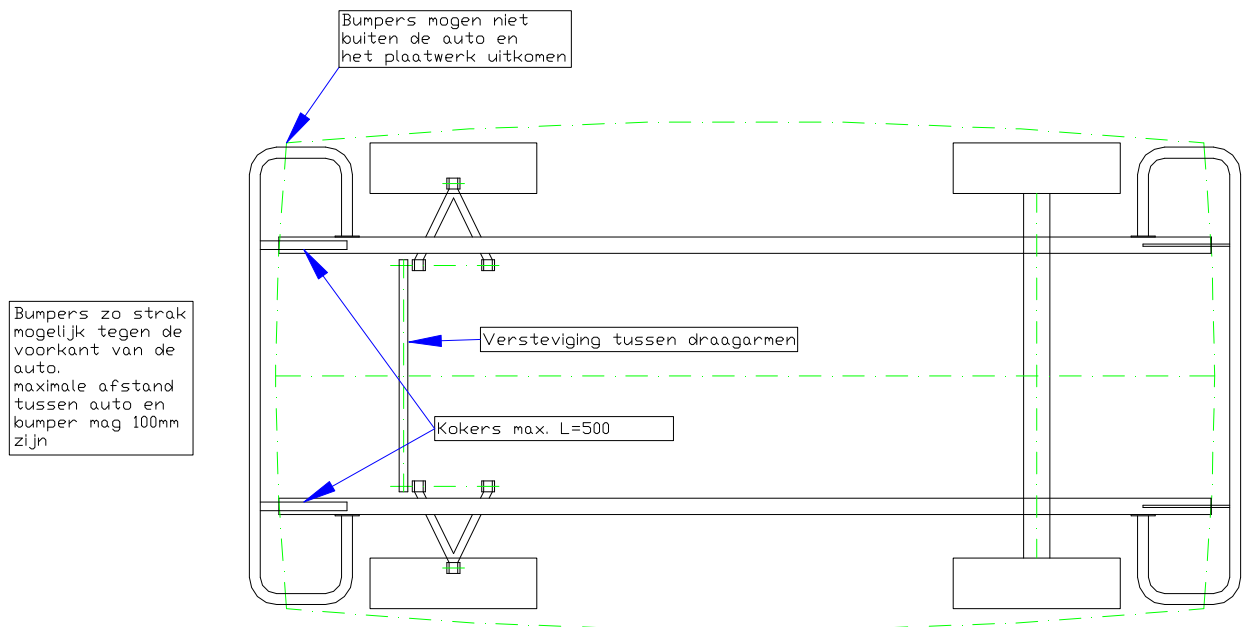 Bumpers mogen niet
buiten de auto en
het plaatwerk uitkomen
Bumpers zo strak
mogelijk tegen de
voorkant van de
auto.
maximale afstand
tussen auto en
bumper mag 100mm
zijn
Versteviging tussen draagarmen
Kokers max. L=500